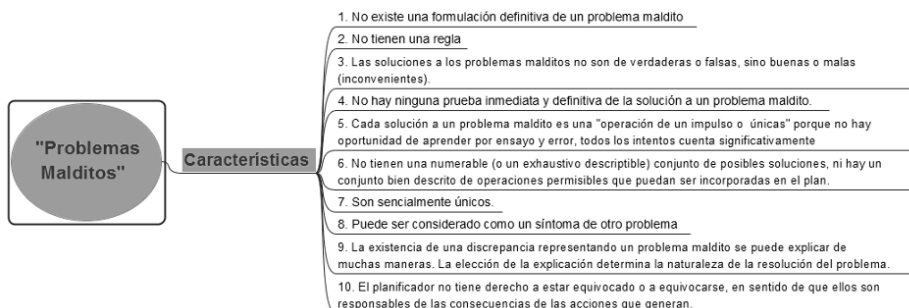 "Problemas
Malditos"
Características
1. No existe una formulación definitiva de un problema maldito
2. No tienen una regla
3. Las soluciones a los problemas malditos no son de verdaderas o falsas, sino buenas o malas
(inconvenientes).
4. No hay ninguna prueba inmediata y definitiva de la solución a un problema maldito.
5. Cada solución a un problema maldito es una "operación de un impulso o únicas" porque no hay
oportunidad de aprender por ensayo y error, todos los intentos cuenta significativamente
6. No tienen una numerable (o un exhaustivo descriptible) conjunto de posibles soluciones, ni hay un
conjunto bien descrito de operaciones permisibles que puedan ser incorporadas en el plan.
7. Son sencialmente únicos.
8. Puede ser considerado como un síntoma de otro problema
9. La existencia de una discrepancia representando un problema maldito se puede explicar de
muchas maneras. La elección de la explicación determina la naturaleza de la resolución del problema.
10. El planificador no tiene derecho a estar equivocado o a equivocarse, en sentido de que ellos son
responsables de las consecuencias de las acciones que generan.